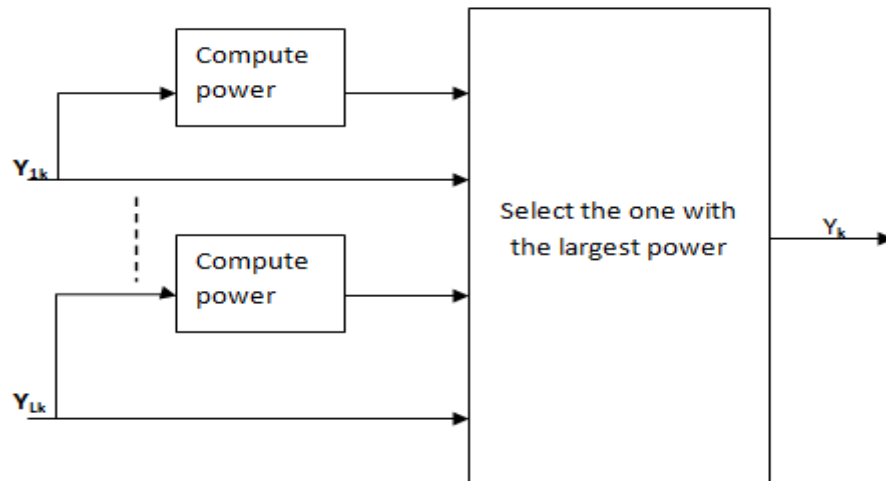 Compute
power
Y1k
Select the one with
the largest power
Yk
Compute
power
YLk